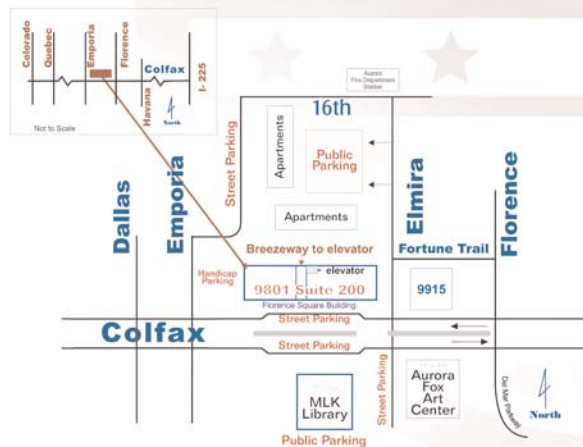 Colorado
Quebec
Emporia
Florence
Colfax
Havana
I- 225
North
Not to Scale
Aurora
Fire Department
Station
16th
Street Parking
Apartments
Public
Parking
Apartments
Dallas
Emporia
Elmira
Florence
Fortune Trail
Breezeway to elevator
elevator
Handicap
Parking
9801 Suite 200
Florence Square Building
9915
Street Parking
Colfax
Street Parking
MLK
Library
Public Parking
Street Parking
Aurora
Fox
Art
Center
Del Mar Parkway
North